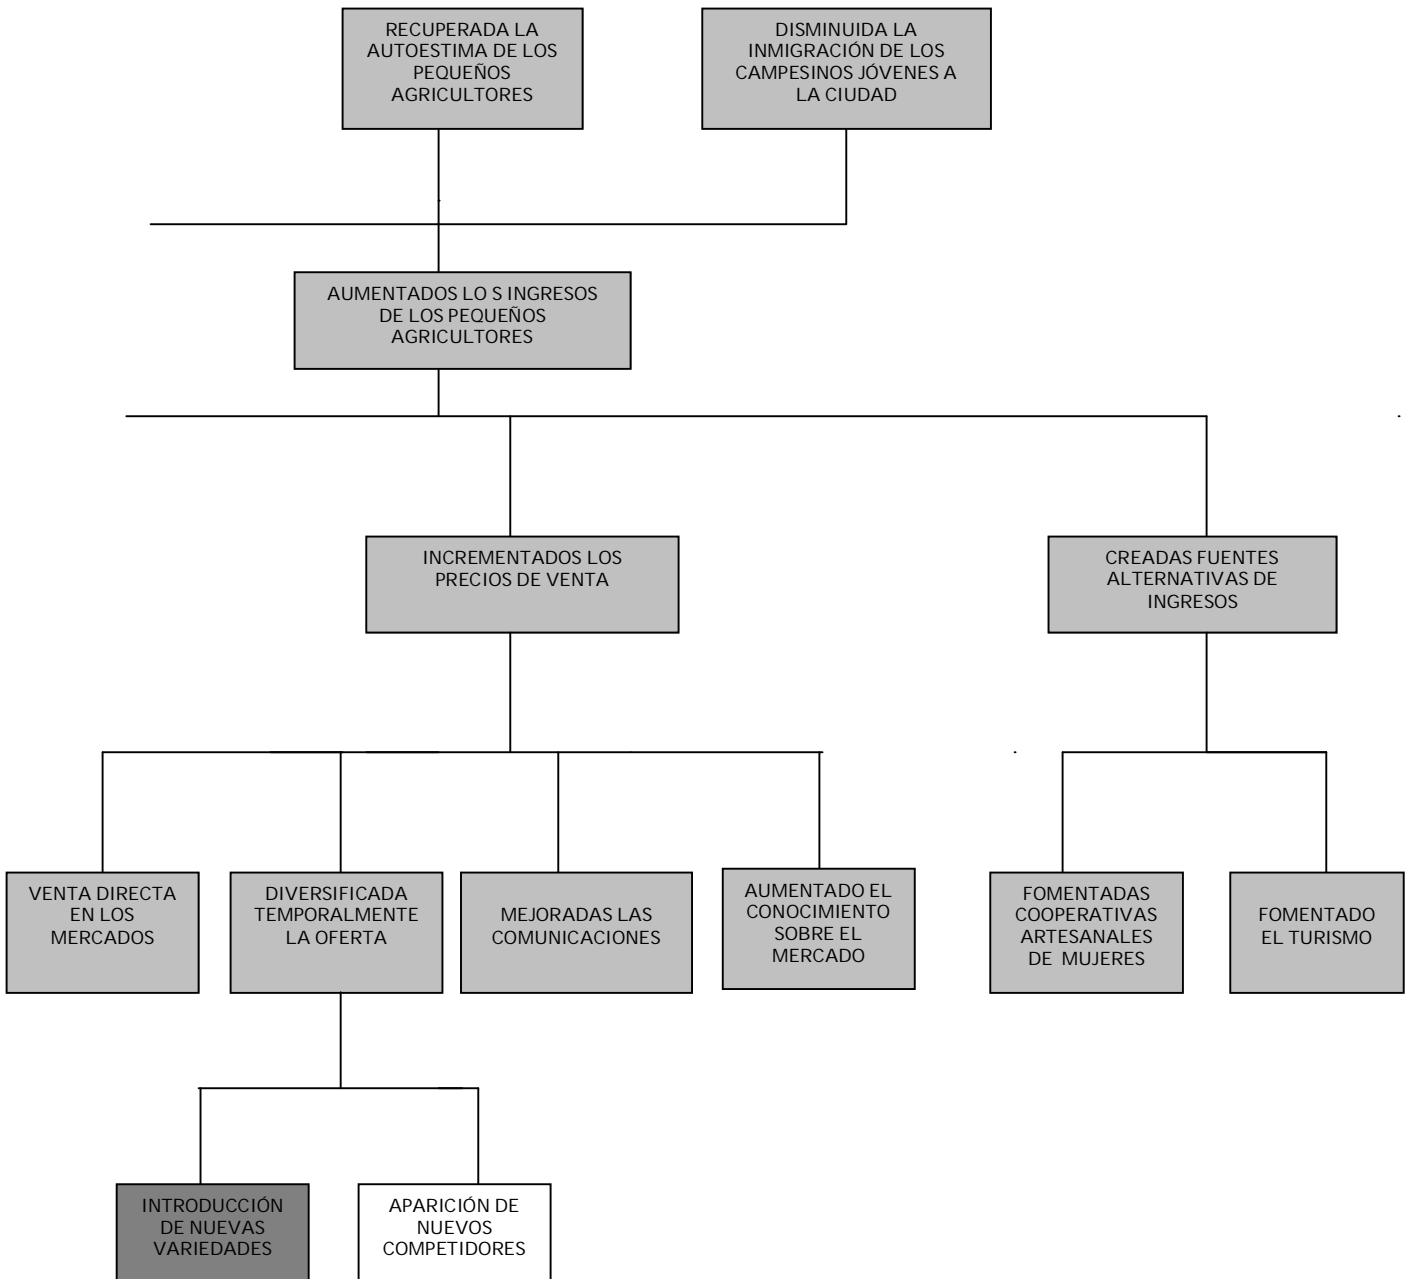 RECUPERADA LA
AUTOESTIMA DE LOS
PEQUEÑOS
AGRICULTORES
DISMINUIDA LA
INMIGRACIÓN DE LOS
CAMPESINOS JÓVENES A
LA CIUDAD
AUMENTADOS LO S INGRESOS
DE LOS PEQUEÑOS
AGRICULTORES
INCREMENTADOS LOS
PRECIOS DE VENTA
CREADAS FUENTES
ALTERNATIVAS DE
INGRESOS
VENTA DIRECTA
EN LOS
MERCADOS
DIVERSIFICADA
TEMPORALMENTE
LA OFERTA
MEJORADAS LAS
COMUNICACIONES
AUMENTADO EL
CONOCIMIENTO
SOBRE EL
MERCADO
FOMENTADAS
COOPERATIVAS
ARTESANALES
DE MUJERES
FOMENTADO
EL TURISMO
INTRODUCCIÓN
DE NUEVAS
VARIEDADES
APARICIÓN DE
NUEVOS
COMPETIDORES